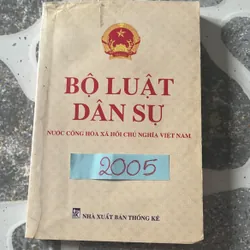 BỘ LUẬT
DÂN SỰ
NƯỚC CỘNG HÒA XÃ HỘI CHỦ NGHĨA VIỆT NAM
2005
NHÀ XUẤT BẢN THỐNG KÊ